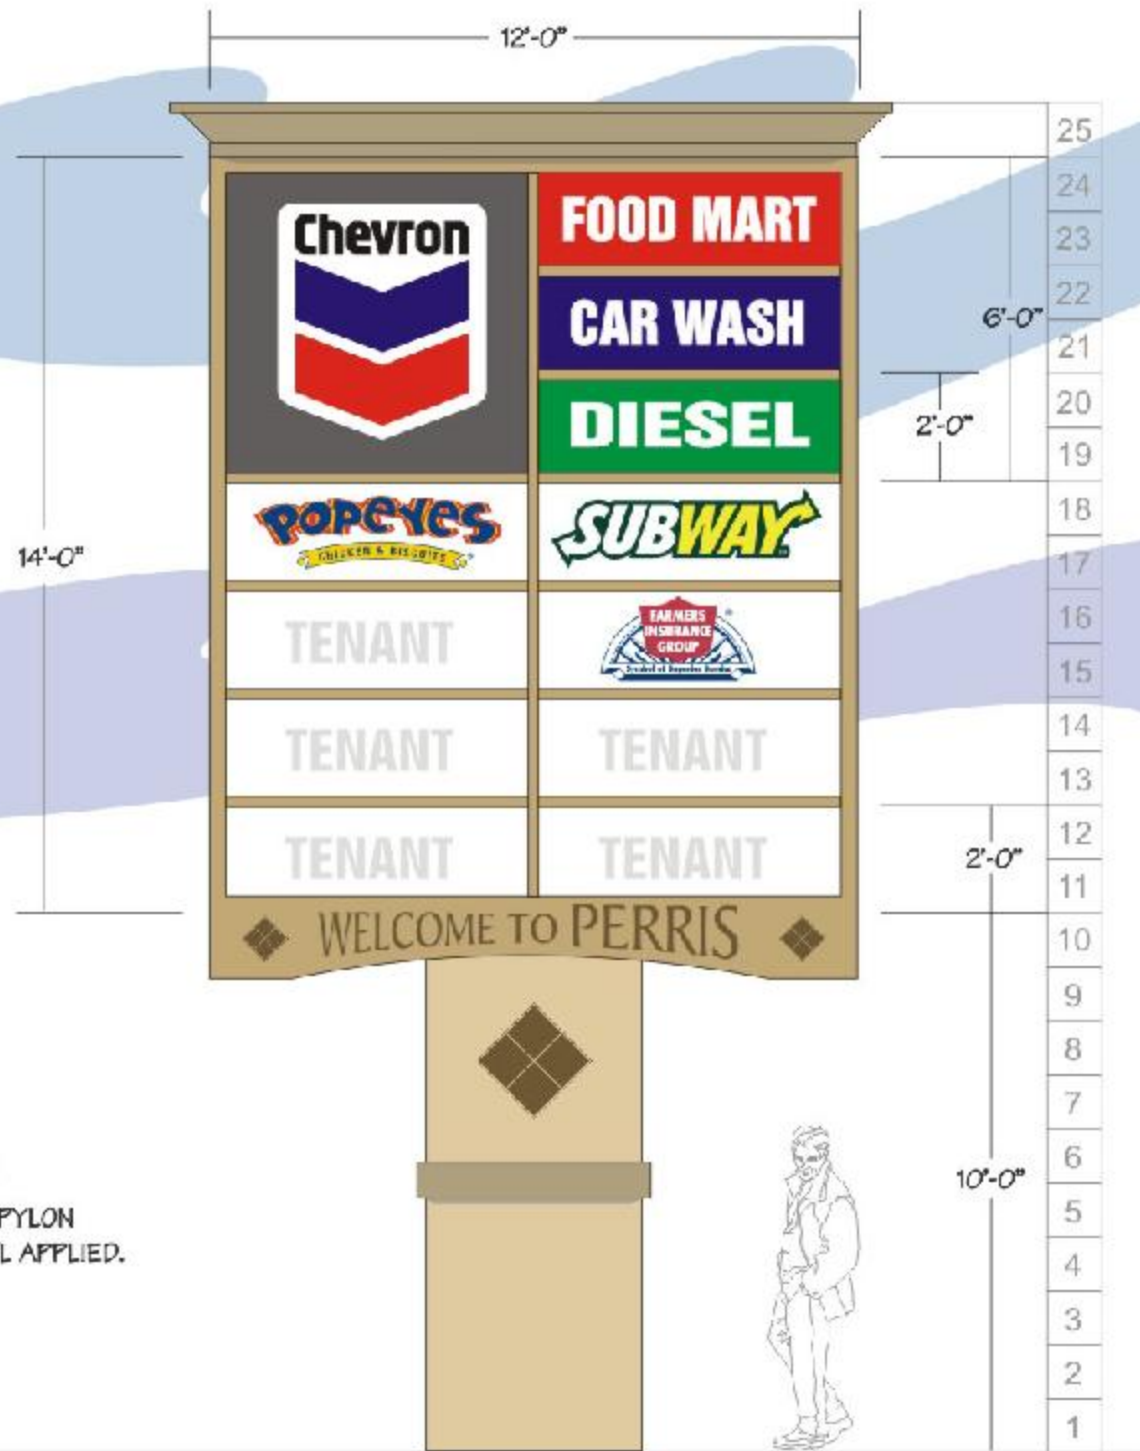 12'-0"
25
24
23
22
21
20
19
18
17
16
15
14
13
12
11
10
9
8
7
6
5
4
3
2
1
14'-0"
6'-0"
2'-0"
2'-0"
10'-0"
Chevron
FOOD MART
CAR WASH
DIESEL
POPEYES
CHICKEN & BISCUITS
SUBWAY
TENANT
FARMERS
INSURANCE
GROUP
TENANT
TENANT
TENANT
TENANT
WELCOME TO PERRIS
PYLON
L APPLIED.